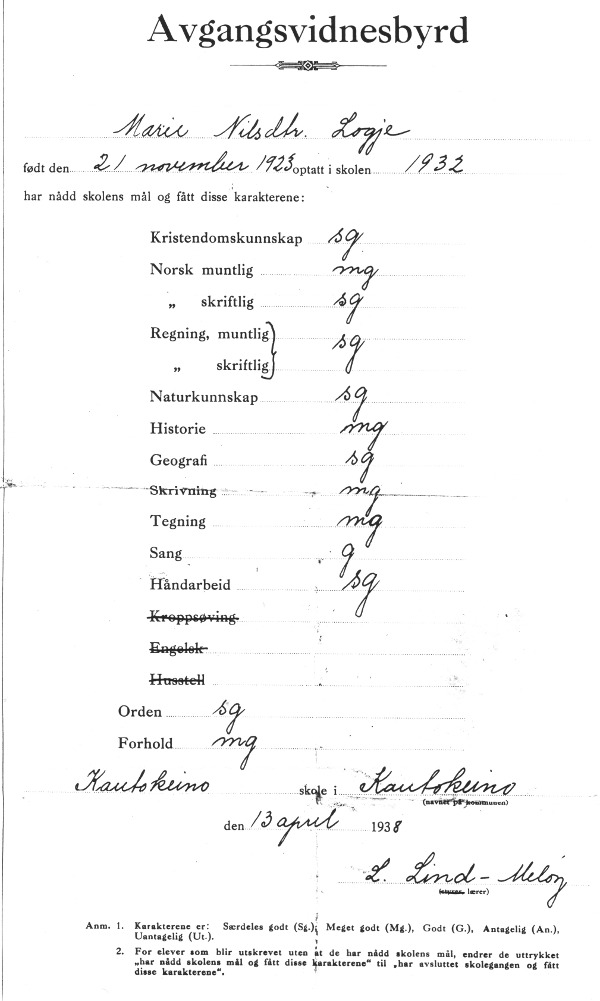 Avgangsvidnesbyrd
Marie Nilsdtr. Logje
født den 21 november 1923 optatt i skolen 1932
har nådd skolens mål og fått disse karakterene:
Kristendomskunnskap sg
Norsk muntlig mg
„ skriftlig sg
Regning, muntlig } sg
„ skriftlig
Naturkunnskap sg
Historie mg
Geografi sg
Skrivning mg
Tegning mg
Sang g
Håndarbeid sg
Kroppsøving
Engelsk
Husstell
Orden sg
Forhold mg
Kautokeino skole i Kautokeino
(navnet på kommunen)
den 13 april 1938
L. Lind-Meløy
(styrer, lærer)
Anm. 1. Karakterene er: Særdeles godt (Sg.), Meget godt (Mg.), Godt (G.), Antagelig (An.),
Uantagelig (Ut.).
2. For elever som blir utskrevet uten at de har nådd skolens mål, endrer de uttrykket
„har nådd skolens mål og fått disse karakterene“ til „har avsluttet skolegangen og fått
disse karakterene“.